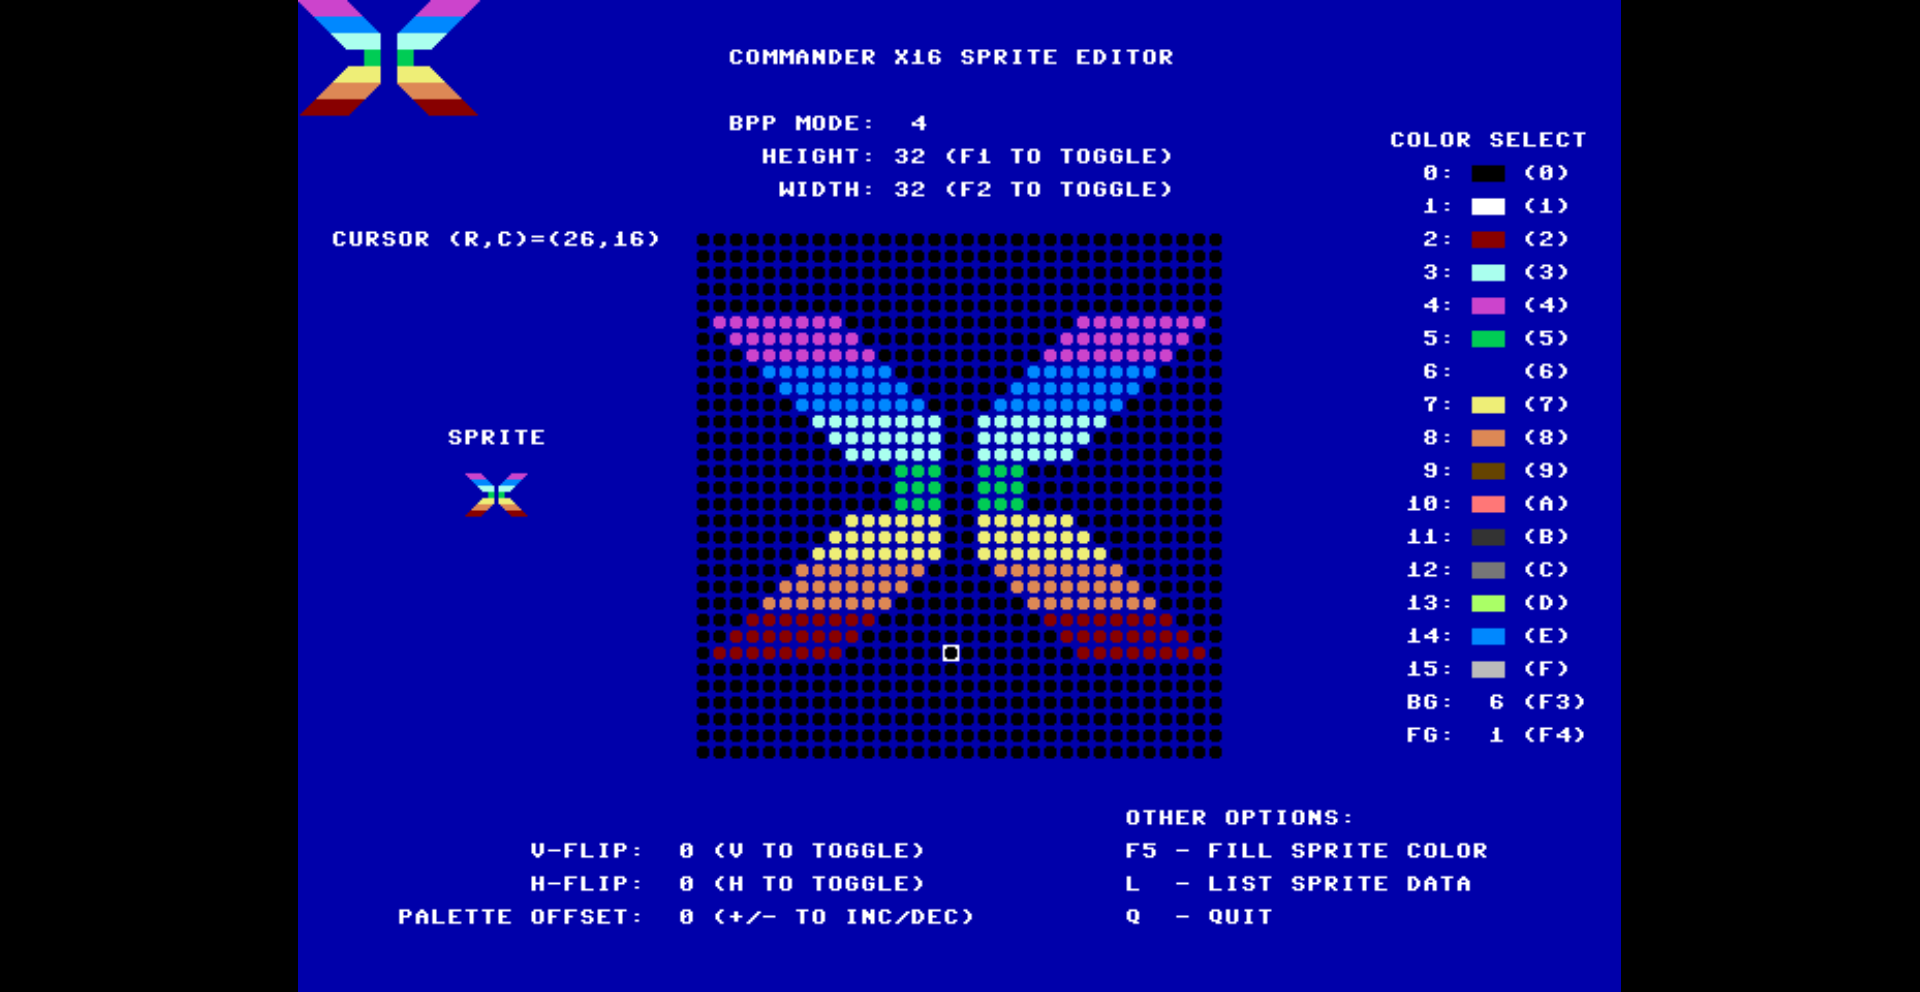 COMMANDER X16 SPRITE EDITOR
BPP MODE: 4
HEIGHT: 32 (F1 TO TOGGLE)
WIDTH: 32 (F2 TO TOGGLE)
CURSOR (R,C)=(26,16)
SPRITE
COLOR SELECT
0: (0)
1: (1)
2: (2)
3: (3)
4: (4)
5: (5)
6: (6)
7: (7)
8: (8)
9: (9)
10: (A)
11: (B)
12: (C)
13: (D)
14: (E)
15: (F)
BG: 6 (F3)
FG: 1 (F4)
V-FLIP: 0 (V TO TOGGLE)
H-FLIP: 0 (H TO TOGGLE)
PALETTE OFFSET: 0 (+/- TO INC/DEC)
OTHER OPTIONS:
F5 - FILL SPRITE COLOR
L - LIST SPRITE DATA
Q - QUIT